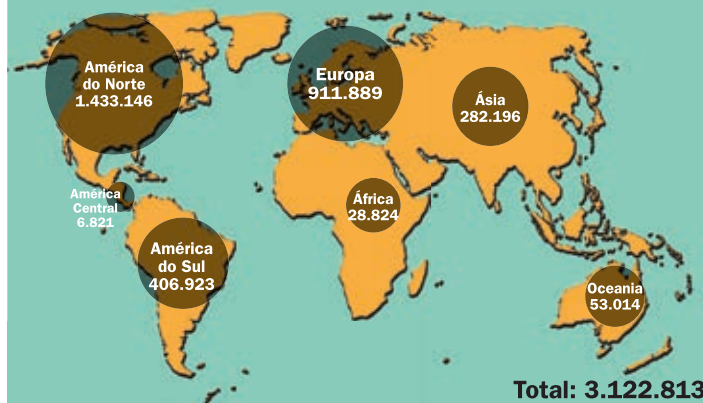 América
do Norte
1.433.146
Europa
911.889
Ásia
282.196
América
Central
6.821
África
28.824
América
do Sul
406.923
Oceania
53.014
Total: 3.122.813